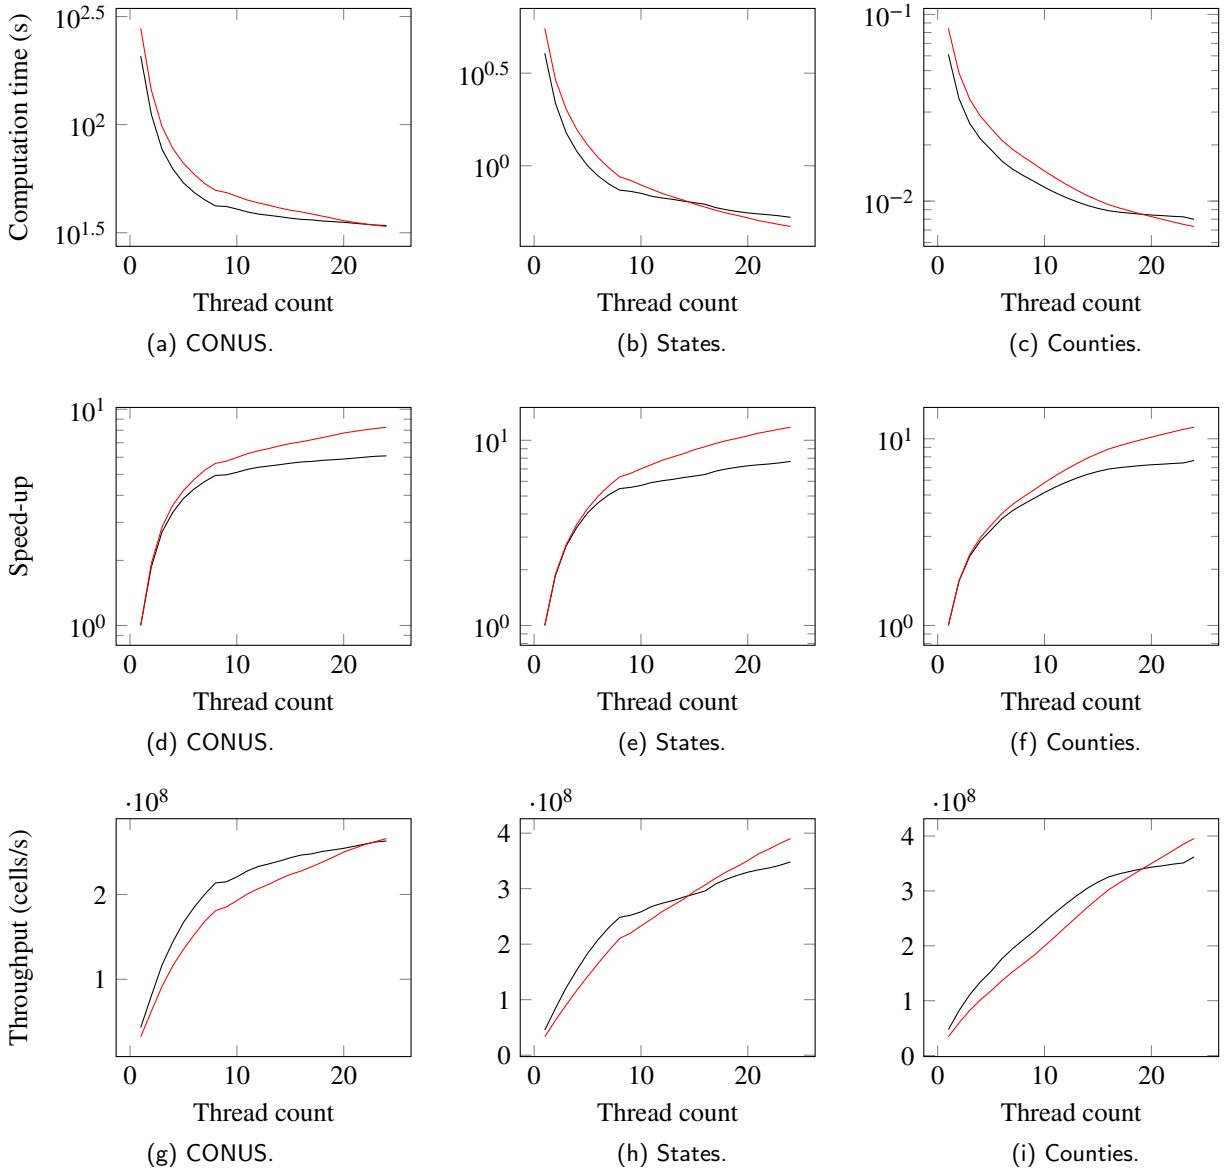 Computation time (s)
10^2.5
10^2
10^1.5
0 10 20
Thread count
(a) CONUS.
10^0.5
10^0
0 10 20
Thread count
(b) States.
10^−1
10^−2
0 10 20
Thread count
(c) Counties.
Speed-up
10^1
10^0
0 10 20
Thread count
(d) CONUS.
10^1
10^0
0 10 20
Thread count
(e) States.
10^1
10^0
0 10 20
Thread count
(f) Counties.
Throughput (cells/s)
·10^8
2
1
0 10 20
Thread count
(g) CONUS.
·10^8
4
3
2
1
0
0 10 20
Thread count
(h) States.
·10^8
4
3
2
1
0
0 10 20
Thread count
(i) Counties.